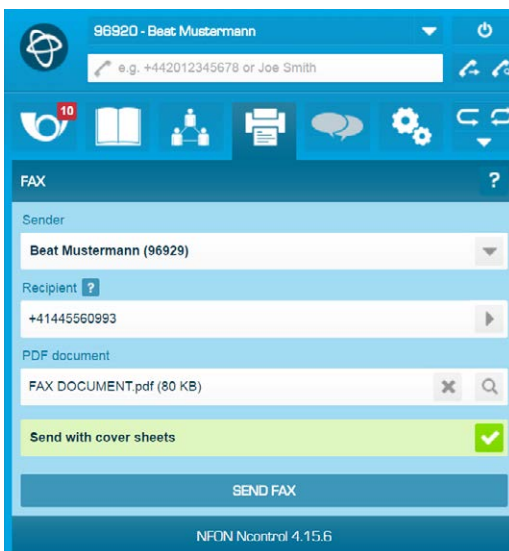 96920 - Beat Mustermann
e.g. +442012345678 or Joe Smith
10
FAX
?
Sender
Beat Mustermann (96929)
Recipient ?
+41445560993
PDF document
FAX DOCUMENT.pdf (80 KB)
Send with cover sheets
SEND FAX
NFON Ncontrol 4.15.6